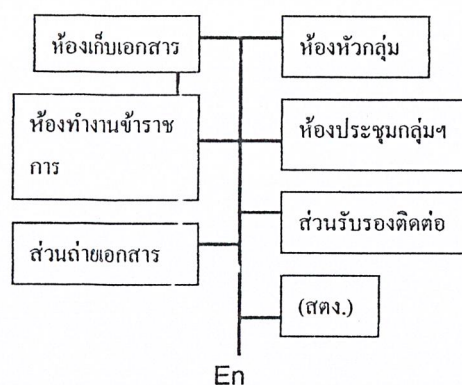 ห้องเก็บเอกสาร
ห้องหัวกลุ่ม
ห้องทำงานข้าราช
การ
ห้องประชุมกลุ่มฯ
ส่วนถ่ายเอกสาร
ส่วนรับรองติดต่อ
(สตง.)
En